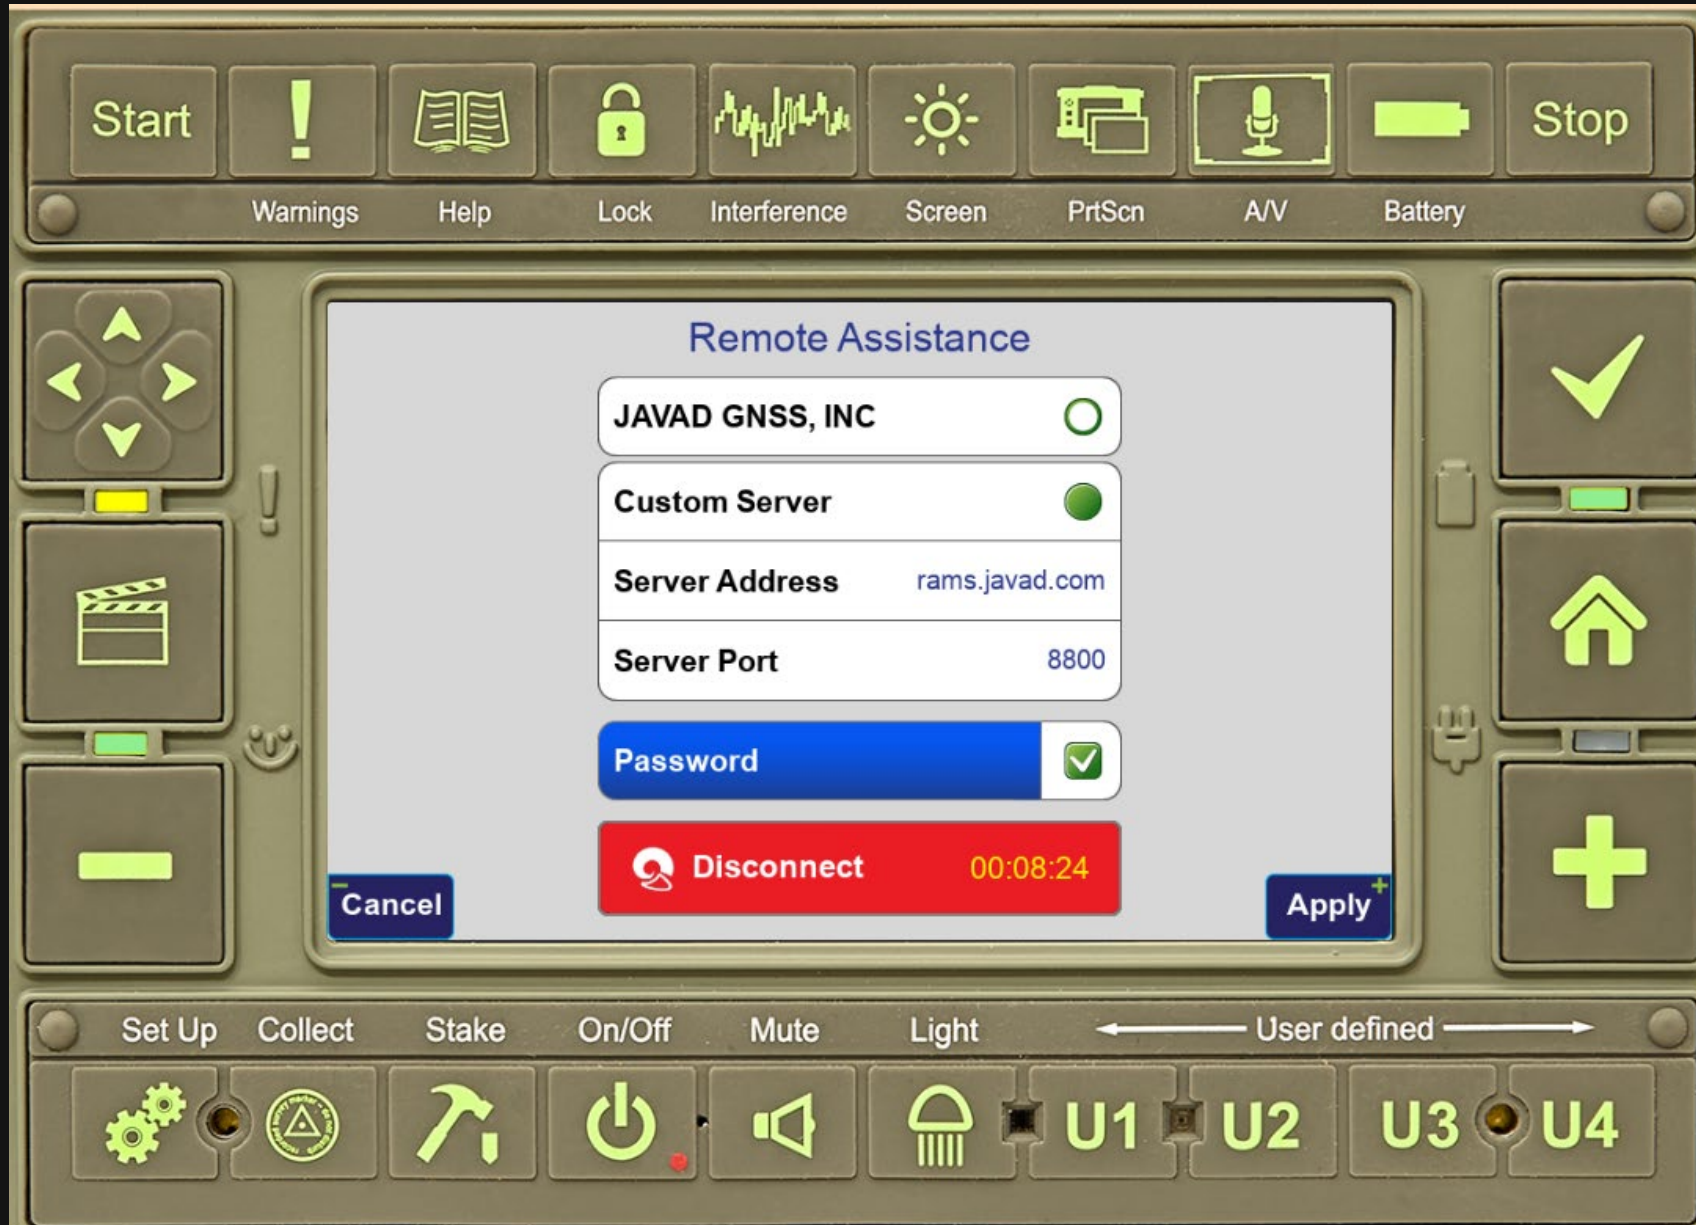 Start
Stop
Warnings Help Lock Interference Screen PrtScn A/V Battery
Remote Assistance
JAVAD GNSS, INC
Custom Server
Server Address rams.javad.com
Server Port 8800
Password
Disconnect 00:08:24
Cancel
Apply
Set Up Collect Stake On/Off Mute Light User defined
U1 U2 U3 U4